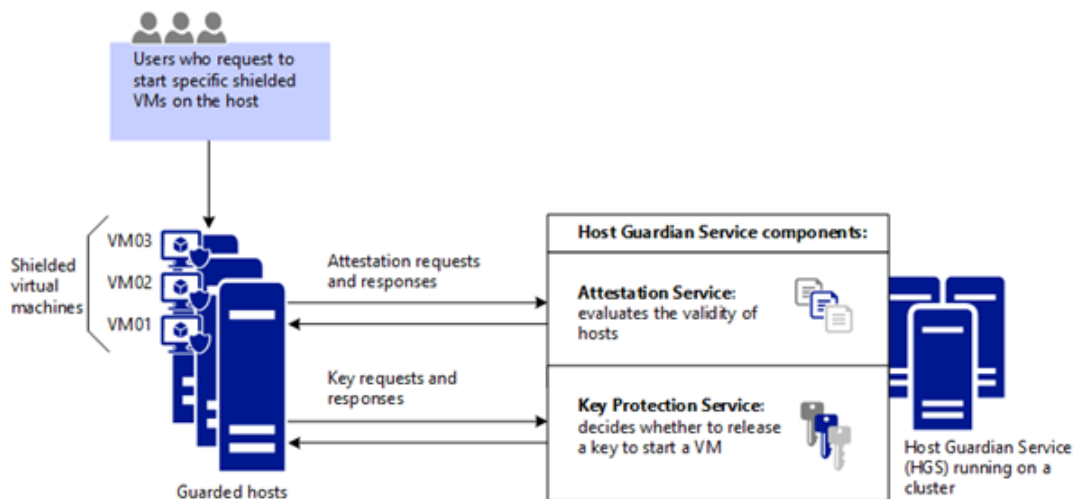 Users who request to
start specific shielded
VMs on the host
VM03
Shielded
virtual
machines
VM02
VM01
Attestation requests
and responses
Key requests and
responses
Guarded hosts
Host Guardian Service components:
Attestation Service:
evaluates the validity of
hosts
Key Protection Service:
decides whether to release
a key to start a VM
Host Guardian Service
(HGS) running on a
cluster